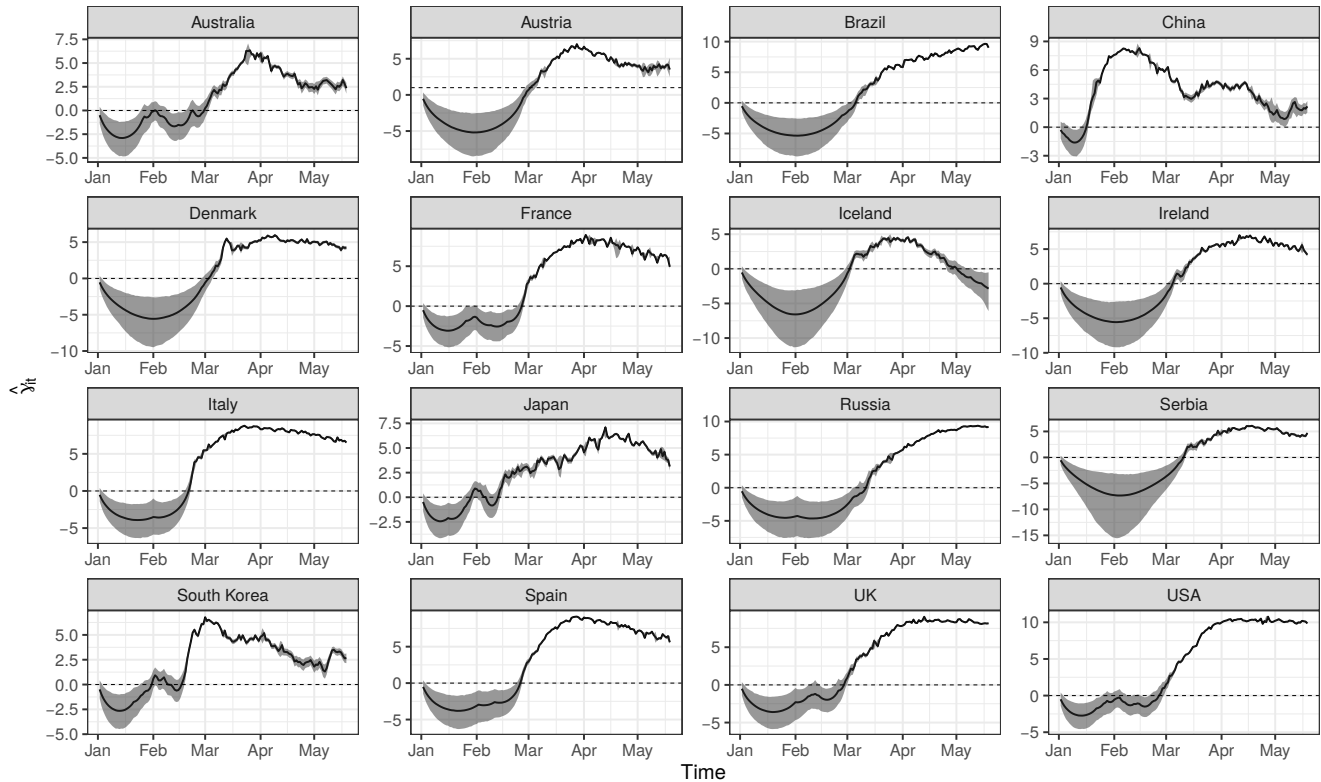 Australia Austria Brazil China
7.5 5.0 2.5 0.0 −2.5 −5.0
5 0 −5
10 5 0 −5
9 6 3 0 −3
Jan Feb Mar Apr May Jan Feb Mar Apr May Jan Feb Mar Apr May Jan Feb Mar Apr May
Denmark France Iceland Ireland
5 0 −5 −10
5 0 −5
5 0 −5 −10
5 0 −5 −10
Jan Feb Mar Apr May Jan Feb Mar Apr May Jan Feb Mar Apr May Jan Feb Mar Apr May
γ̂it
Italy Japan Russia Serbia
5 0 −5
7.5 5.0 2.5 0.0 −2.5
10 5 0 −5
5 0 −5 −10 −15
Jan Feb Mar Apr May Jan Feb Mar Apr May Jan Feb Mar Apr May Jan Feb Mar Apr May
South Korea Spain UK USA
5.0 2.5 0.0 −2.5 −5.0
5 0 −5
5 0 −5
10 5 0 −5
Jan Feb Mar Apr May Jan Feb Mar Apr May Jan Feb Mar Apr May Jan Feb Mar Apr May
Time